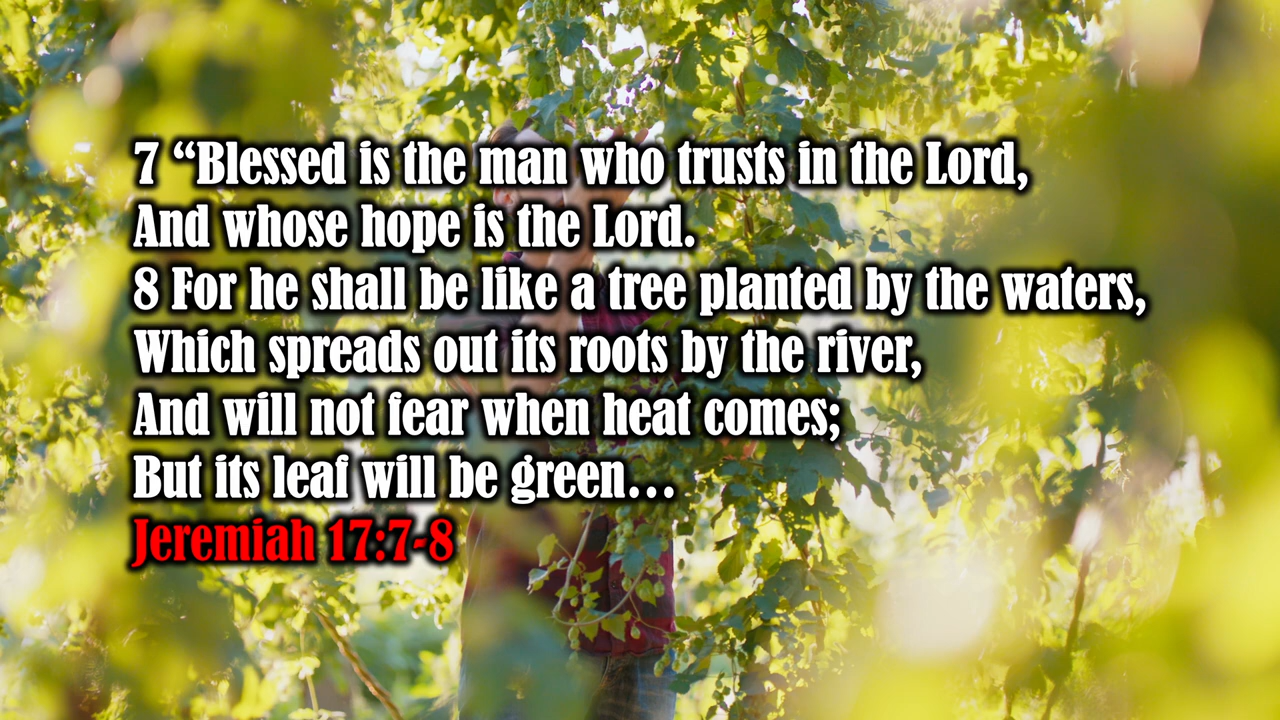 7 “Blessed is the man who trusts in the Lord,
And whose hope is the Lord.
8 For he shall be like a tree planted by the waters,
Which spreads out its roots by the river,
And will not fear when heat comes;
But its leaf will be green…
Jeremiah 17:7-8